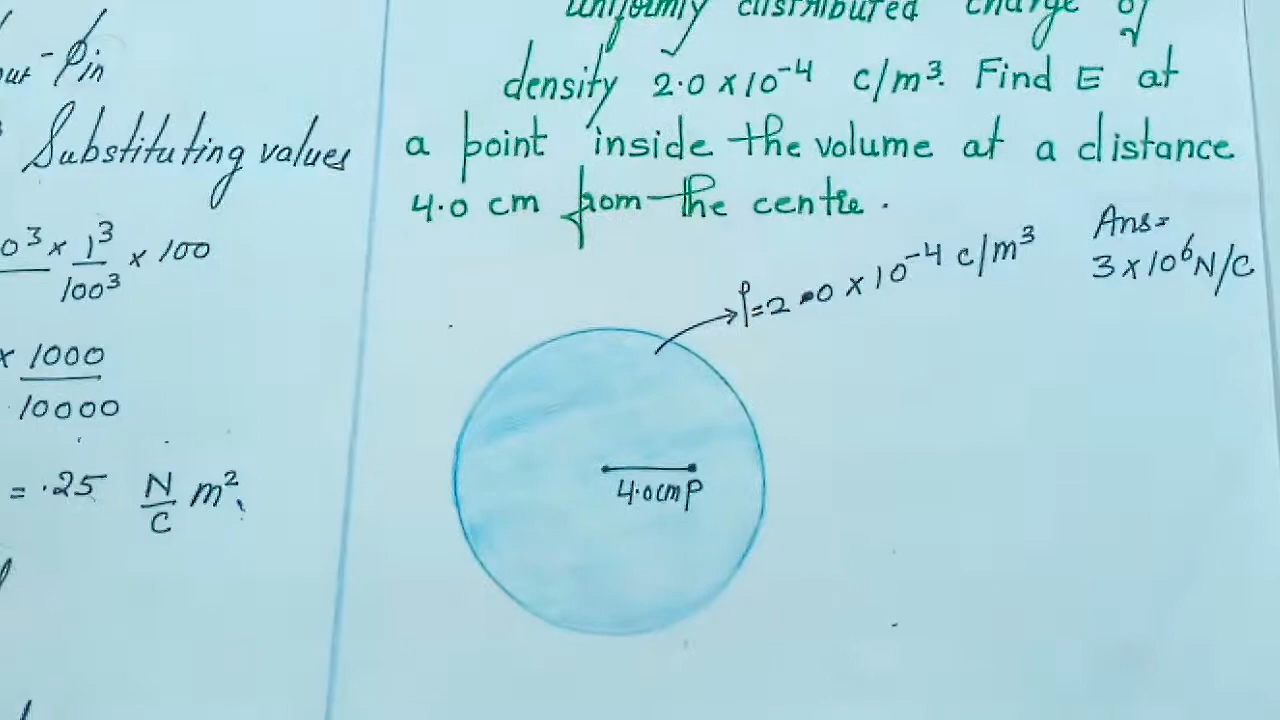 - Pin
Substituting values
1³
0³ × — × 100
100³
× 1000
10000
= .25 N/C m²
uniformly distributed charge of
density 2.0 × 10⁻⁴ C/m³. Find E at
a point inside the volume at a distance
4.0 cm from the centre.
Ans =
3 × 10⁶ N/C
ρ = 2.0 × 10⁻⁴ C/m³
4.0cm P